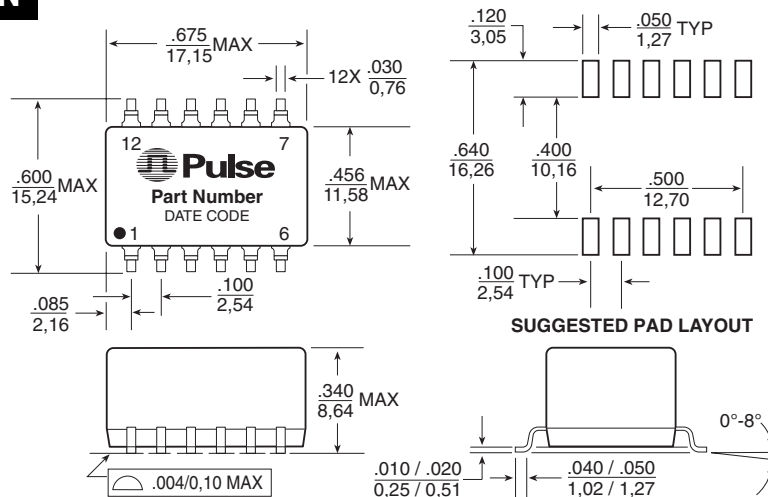 N
.675
17,15 MAX
12X .030
0,76
.600
15,24 MAX
12 7
Pulse
Part Number
DATE CODE
1 6
.456
11,58 MAX
.085
2,16
.100
2,54
.120
3,05
.050
1,27 TYP
.640
16,26
.400
10,16
.500
12,70
.100
2,54 TYP
SUGGESTED PAD LAYOUT
.340
8,64 MAX
.004/0,10 MAX
0°-8°
.010 / .020
0,25 / 0,51
.040 / .050
1,02 / 1,27